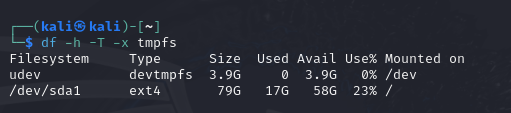 ┌──(kali㉿kali)-[~]
└─$ df -h -T -x tmpfs
Filesystem     Type      Size  Used Avail Use% Mounted on
udev           devtmpfs  3.9G     0  3.9G   0% /dev
/dev/sda1      ext4       79G   17G   58G  23% /